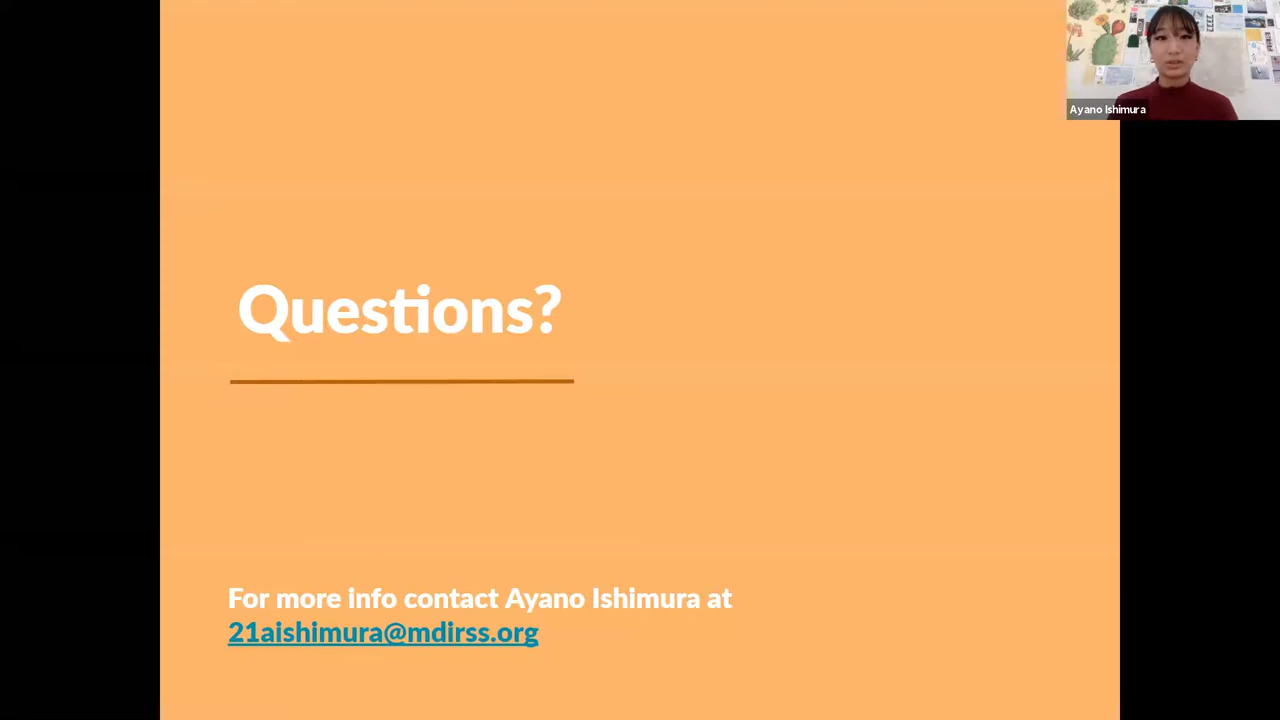 Ayano Ishimura
Questions?
For more info contact Ayano Ishimura at
21aishimura@mdirss.org